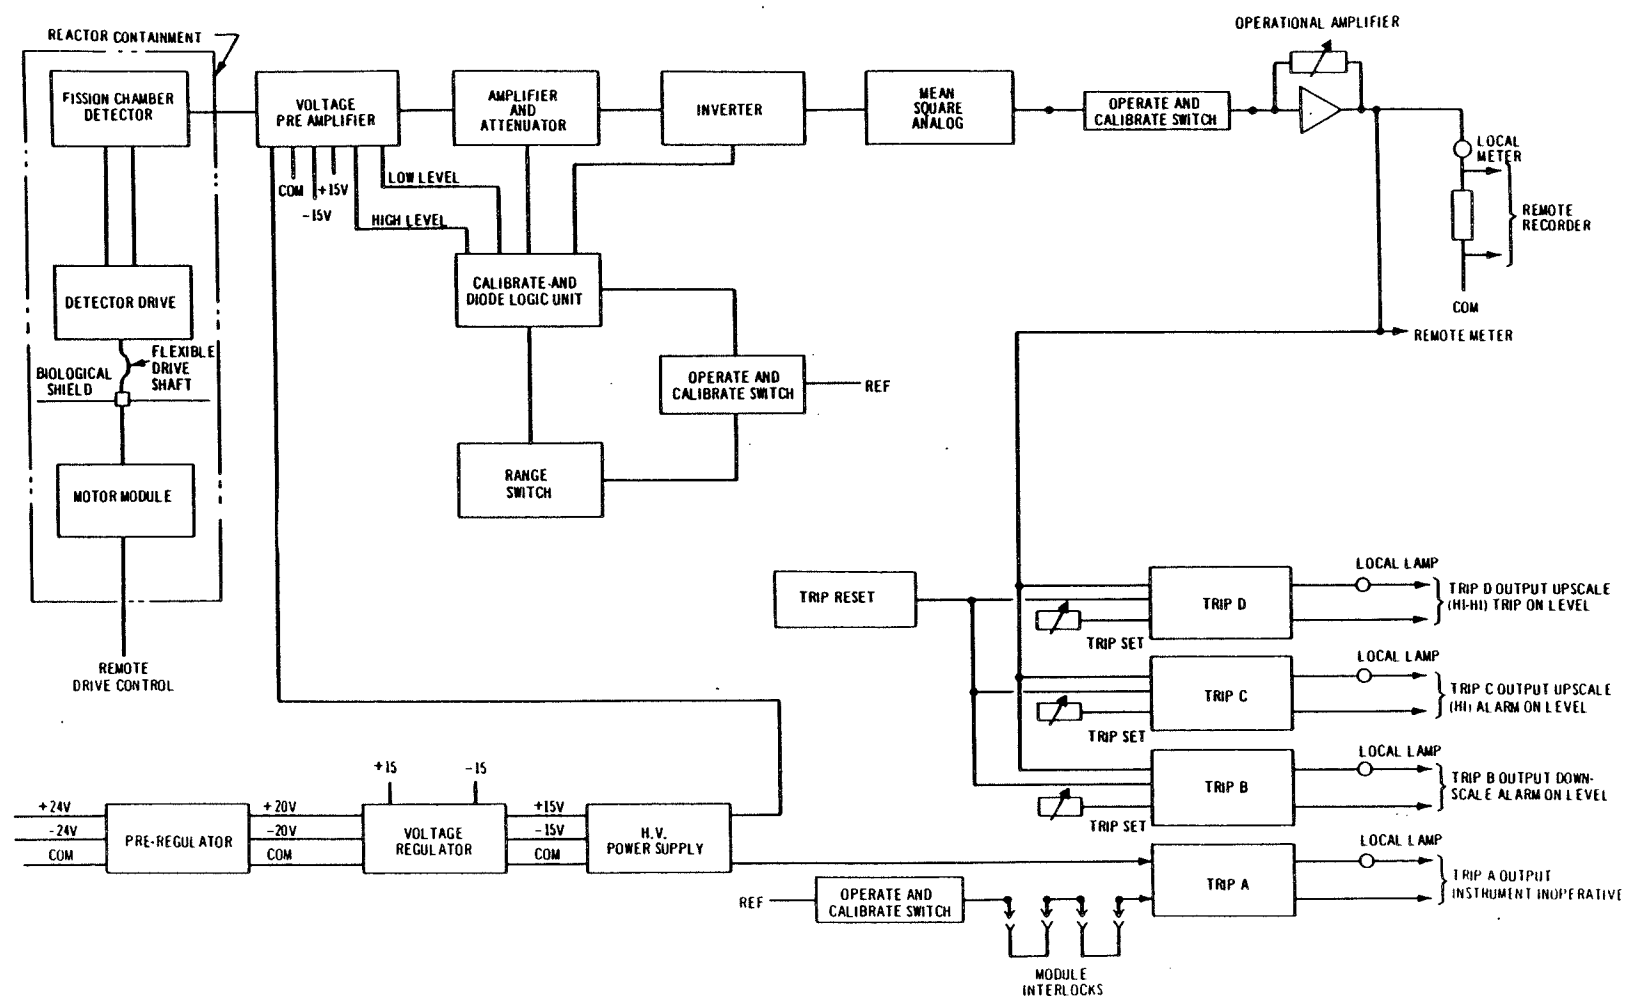 OPERATIONAL AMPLIFIER
REACTOR CONTAINMENT
FISSION CHAMBER
DETECTOR
VOLTAGE
PRE AMPLIFIER
AMPLIFIER
AND
ATTENUATOR
INVERTER
MEAN
SQUARE
ANALOG
OPERATE AND
CALIBRATE SWITCH
LOCAL
METER
REMOTE
RECORDER
COM
REMOTE METER
COM
-15V
+15V
LOW LEVEL
HIGH LEVEL
CALIBRATE-AND
DIODE LOGIC UNIT
DETECTOR DRIVE
FLEXIBLE
DRIVE
SHAFT
BIOLOGICAL
SHIELD
OPERATE AND
CALIBRATE SWITCH
REF
RANGE
SWITCH
MOTOR MODULE
REMOTE
DRIVE CONTROL
TRIP RESET
TRIP SET
TRIP D
LOCAL LAMP
TRIP D OUTPUT UPSCALE
(HI-HI) TRIP ON LEVEL
TRIP SET
TRIP C
LOCAL LAMP
TRIP C OUTPUT UPSCALE
(HI) ALARM ON LEVEL
TRIP SET
TRIP B
LOCAL LAMP
TRIP B OUTPUT DOWN-
SCALE ALARM ON LEVEL
+24V
-24V
COM
PRE-REGULATOR
+20V
-20V
COM
+15
-15
VOLTAGE
REGULATOR
+15V
-15V
COM
H.V.
POWER SUPPLY
TRIP A
LOCAL LAMP
TRIP A OUTPUT
INSTRUMENT INOPERATIVE
REF
OPERATE AND
CALIBRATE SWITCH
MODULE
INTERLOCKS